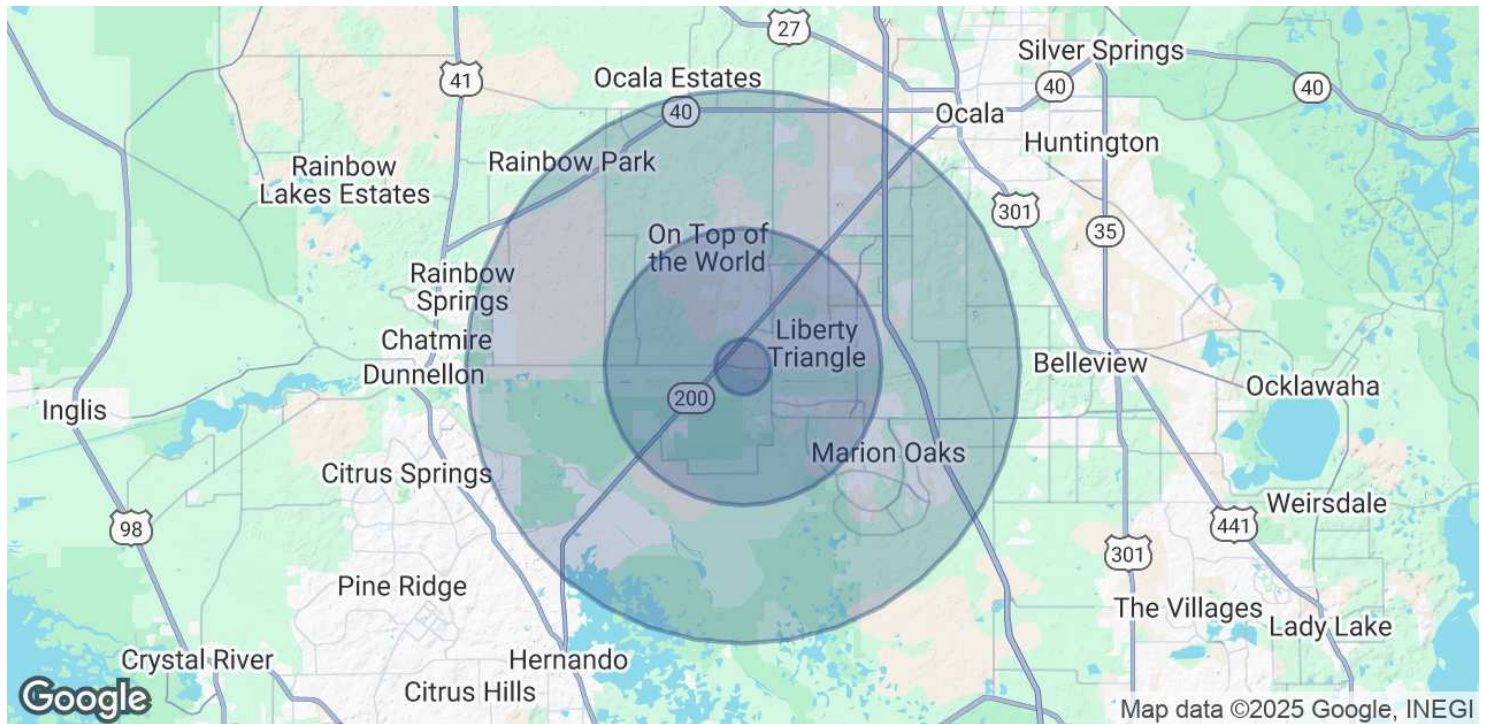 27
Silver Springs
41
Ocala Estates
40
40
40
Ocala
Huntington
Rainbow Park
Rainbow
Lakes Estates
301
35
On Top of
the World
Rainbow
Springs
Liberty
Triangle
Chatmire
Dunnellon
Belleview
Ocklawaha
200
Inglis
Marion Oaks
Citrus Springs
Weirsdale
98
441
301
Pine Ridge
The Villages
Lady Lake
Crystal River
Hernando
Citrus Hills
Google
Map data ©2025 Google, INEGI